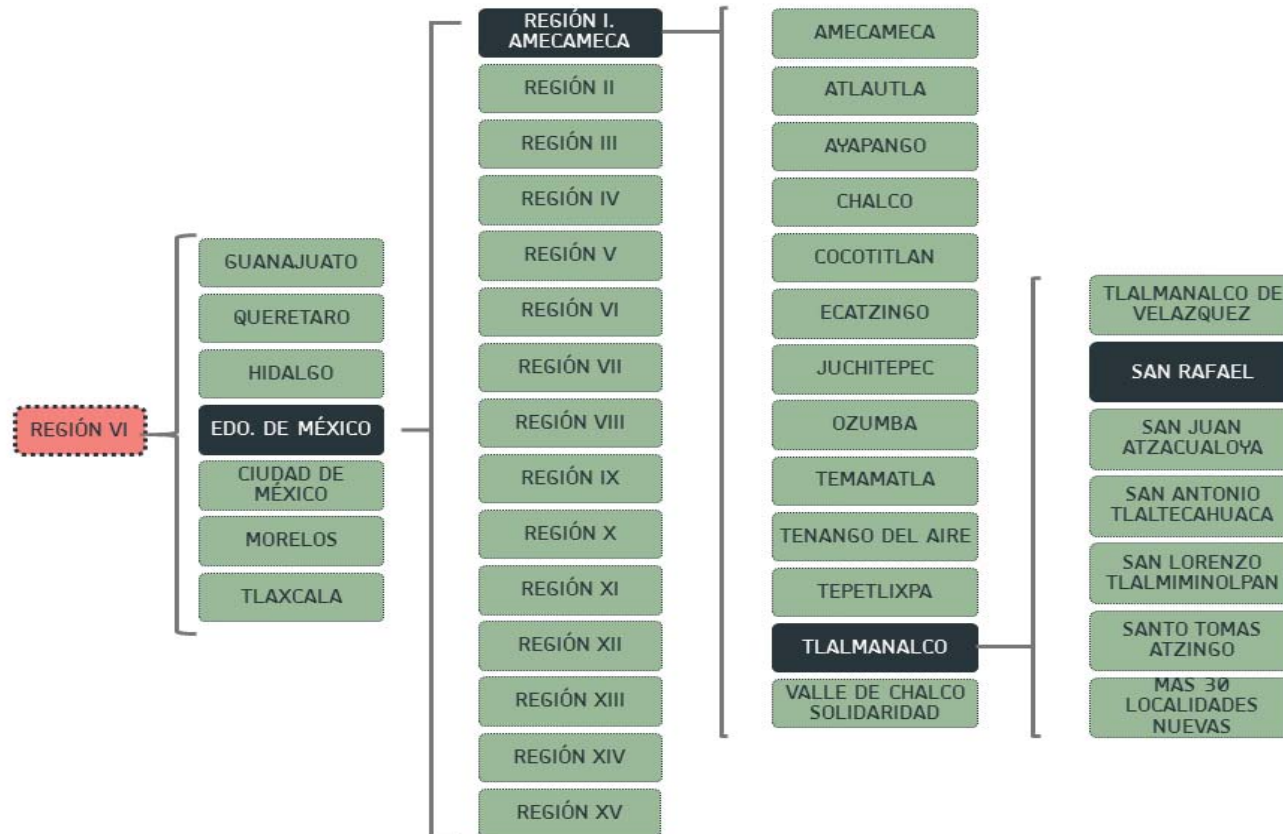 REGIÓN VI
GUANAJUATO
QUERETARO
HIDALGO
EDO. DE MÉXICO
CIUDAD DE
MÉXICO
MORELOS
TLAXCALA
REGIÓN I.
AMECAMECA
REGIÓN II
REGIÓN III
REGIÓN IV
REGIÓN V
REGIÓN VI
REGIÓN VII
REGIÓN VIII
REGIÓN IX
REGIÓN X
REGIÓN XI
REGIÓN XII
REGIÓN XIII
REGIÓN XIV
REGIÓN XV
AMECAMECA
ATLAUTLA
AYAPANGO
CHALCO
COCOTITLAN
ECATZINGO
JUCHITEPEC
OZUMBA
TEMAMATLA
TENANGO DEL AIRE
TEPETLIXPA
TLALMANALCO
VALLE DE CHALCO
SOLIDARIDAD
TLALMANALCO DE
VELAZQUEZ
SAN RAFAEL
SAN JUAN
ATZACUALOYA
SAN ANTONIO
TLALTECAHUACA
SAN LORENZO
TLALMIMINOLPAN
SANTO TOMAS
ATZINGO
MAS 30
LOCALIDADES
NUEVAS